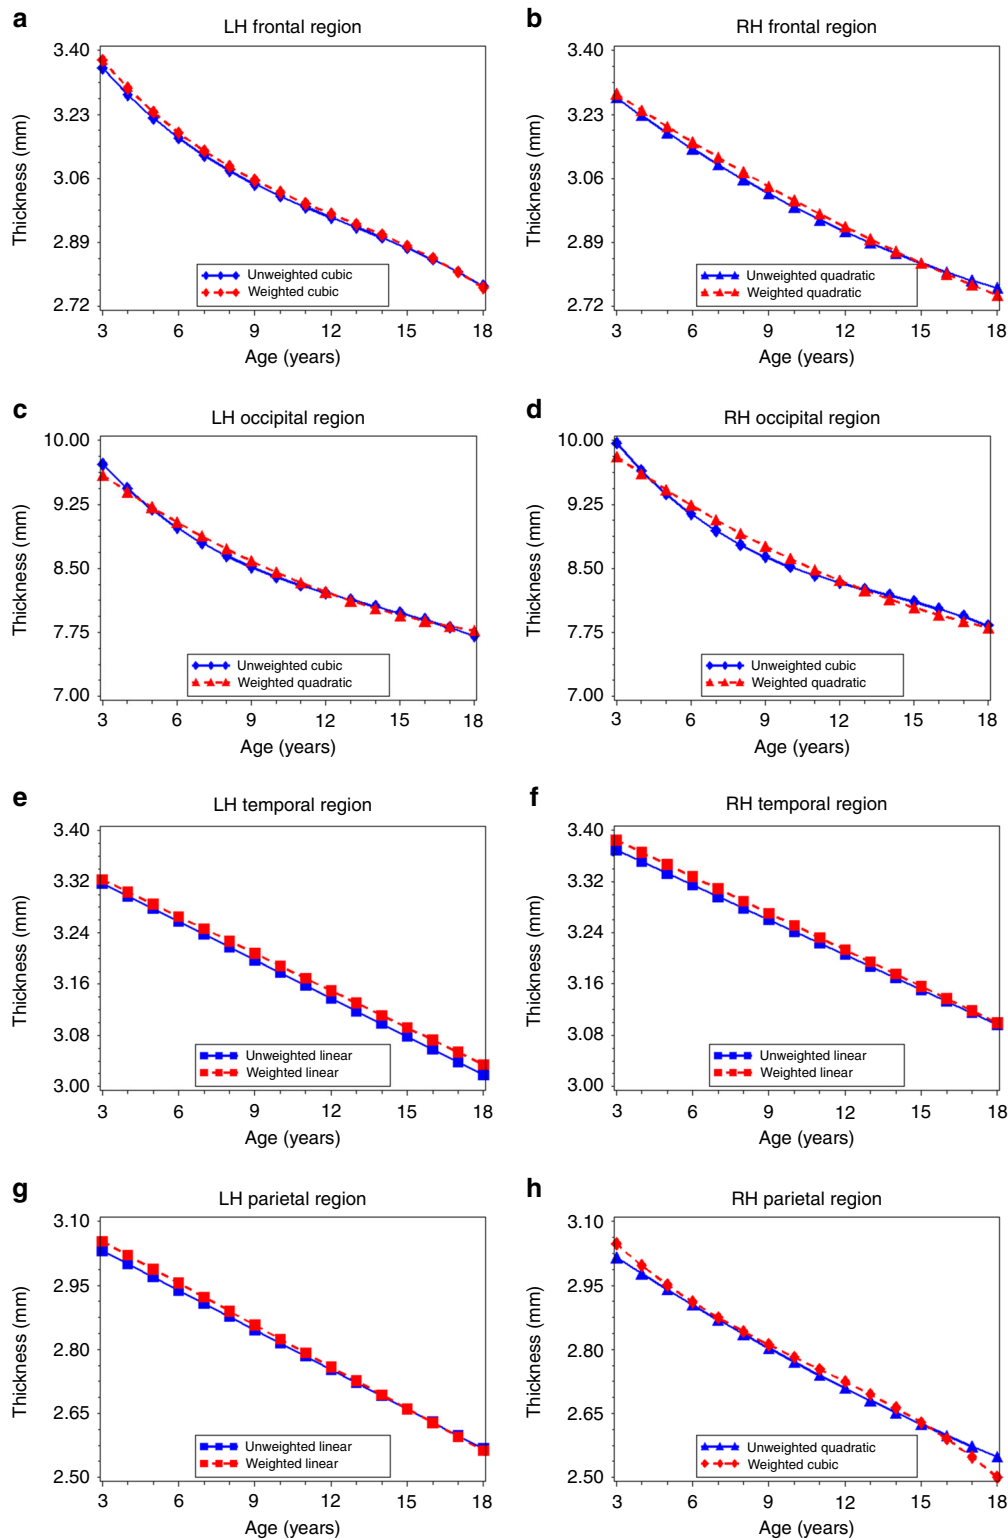 a
LH frontal region
3.40
3.23
3.06
2.89
2.72
Thickness (mm)
Unweighted cubic
Weighted cubic
3 6 9 12 15 18
Age (years)
b
RH frontal region
3.40
3.23
3.06
2.89
2.72
Thickness (mm)
Unweighted quadratic
Weighted quadratic
3 6 9 12 15 18
Age (years)
c
LH occipital region
10.00
9.25
8.50
7.75
7.00
Thickness (mm)
Unweighted cubic
Weighted quadratic
3 6 9 12 15 18
Age (years)
d
RH occipital region
10.00
9.25
8.50
7.75
7.00
Thickness (mm)
Unweighted cubic
Weighted quadratic
3 6 9 12 15 18
Age (years)
e
LH temporal region
3.40
3.32
3.24
3.16
3.08
3.00
Thickness (mm)
Unweighted linear
Weighted linear
3 6 9 12 15 18
Age (years)
f
RH temporal region
3.40
3.32
3.24
3.16
3.08
3.00
Thickness (mm)
Unweighted linear
Weighted linear
3 6 9 12 15 18
Age (years)
g
LH parietal region
3.10
2.95
2.80
2.65
2.50
Thickness (mm)
Unweighted linear
Weighted linear
3 6 9 12 15 18
Age (years)
h
RH parietal region
3.10
2.95
2.80
2.65
2.50
Thickness (mm)
Unweighted quadratic
Weighted cubic
3 6 9 12 15 18
Age (years)